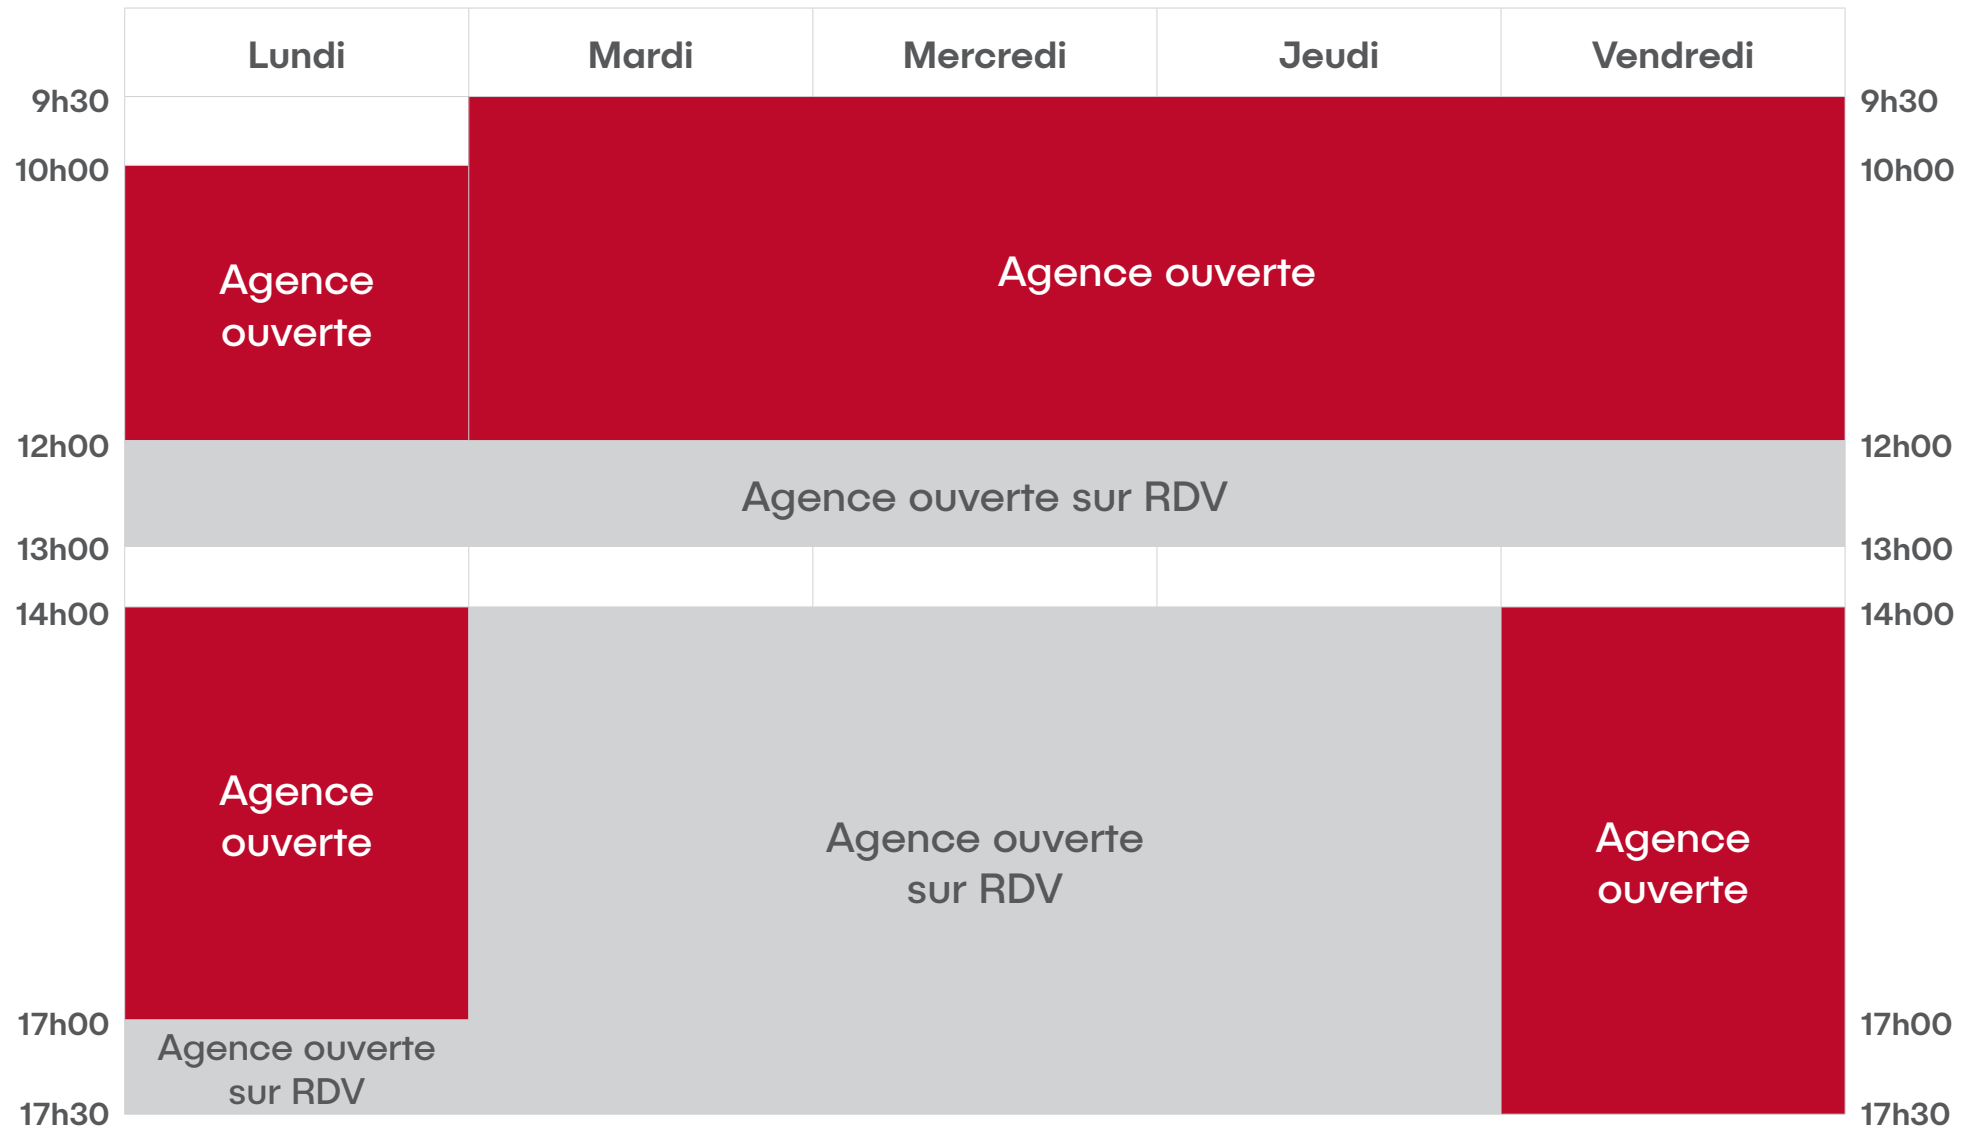 Lundi Mardi Mercredi Jeudi Vendredi
9h30 9h30
10h00 10h00
Agence
ouverte
Agence ouverte
12h00 12h00
Agence ouverte sur RDV
13h00 13h00
14h00 14h00
Agence
ouverte
Agence ouverte
sur RDV
Agence
ouverte
17h00 17h00
Agence ouverte
sur RDV
17h30 17h30